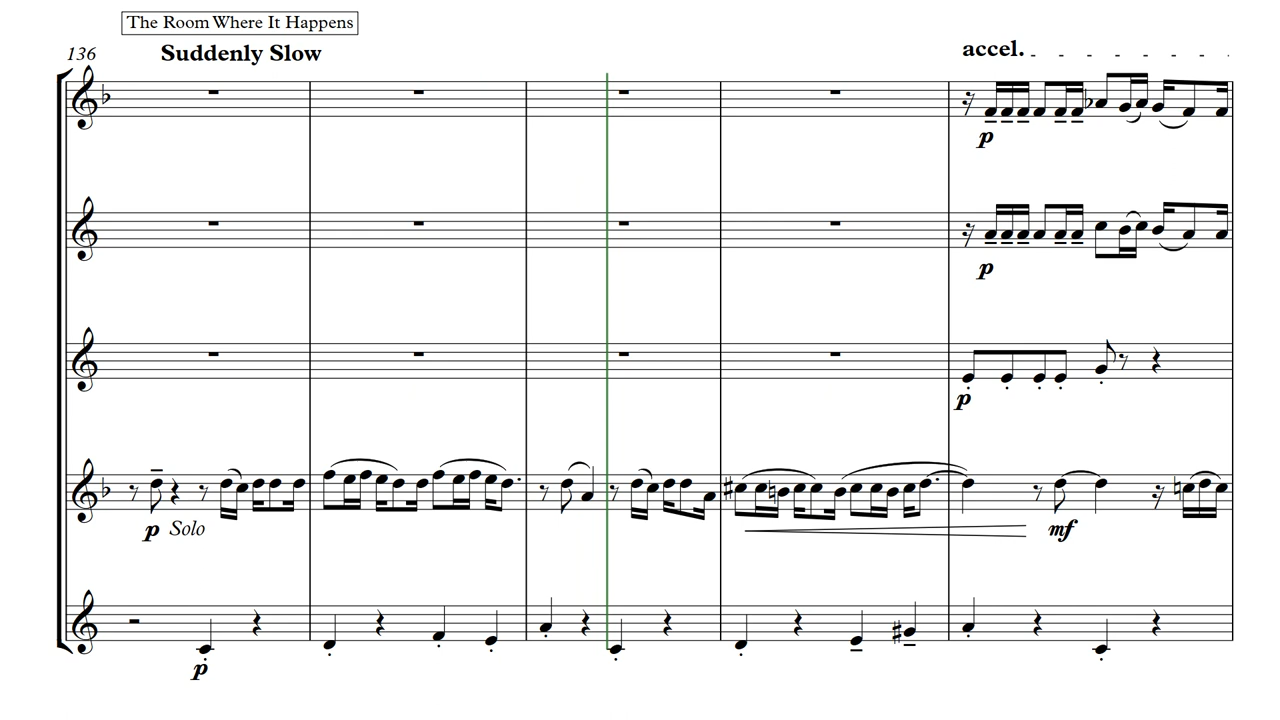 The Room Where It Happens
136
Suddenly Slow
accel.
p
p
p
p Solo
mf
p